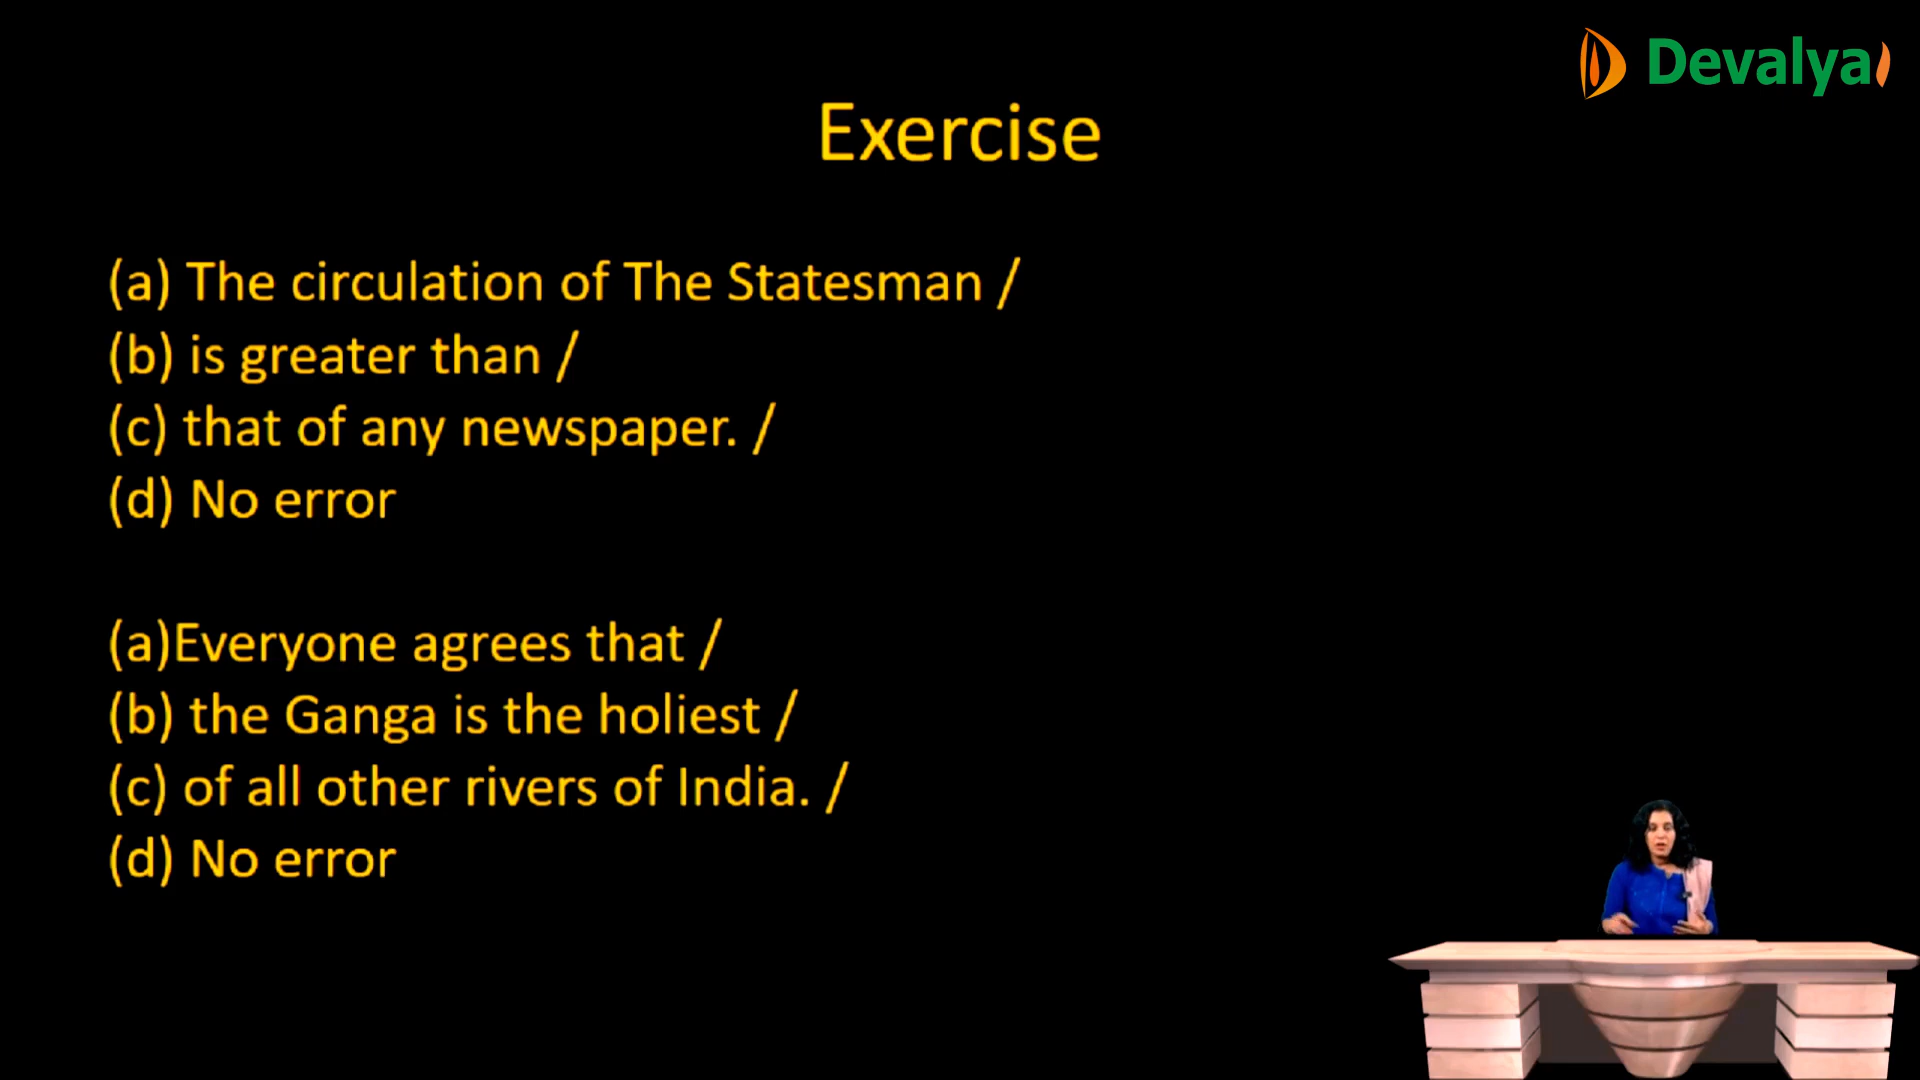 Devalya
Exercise
(a) The circulation of The Statesman /
(b) is greater than /
(c) that of any newspaper. /
(d) No error
(a)Everyone agrees that /
(b) the Ganga is the holiest /
(c) of all other rivers of India. /
(d) No error